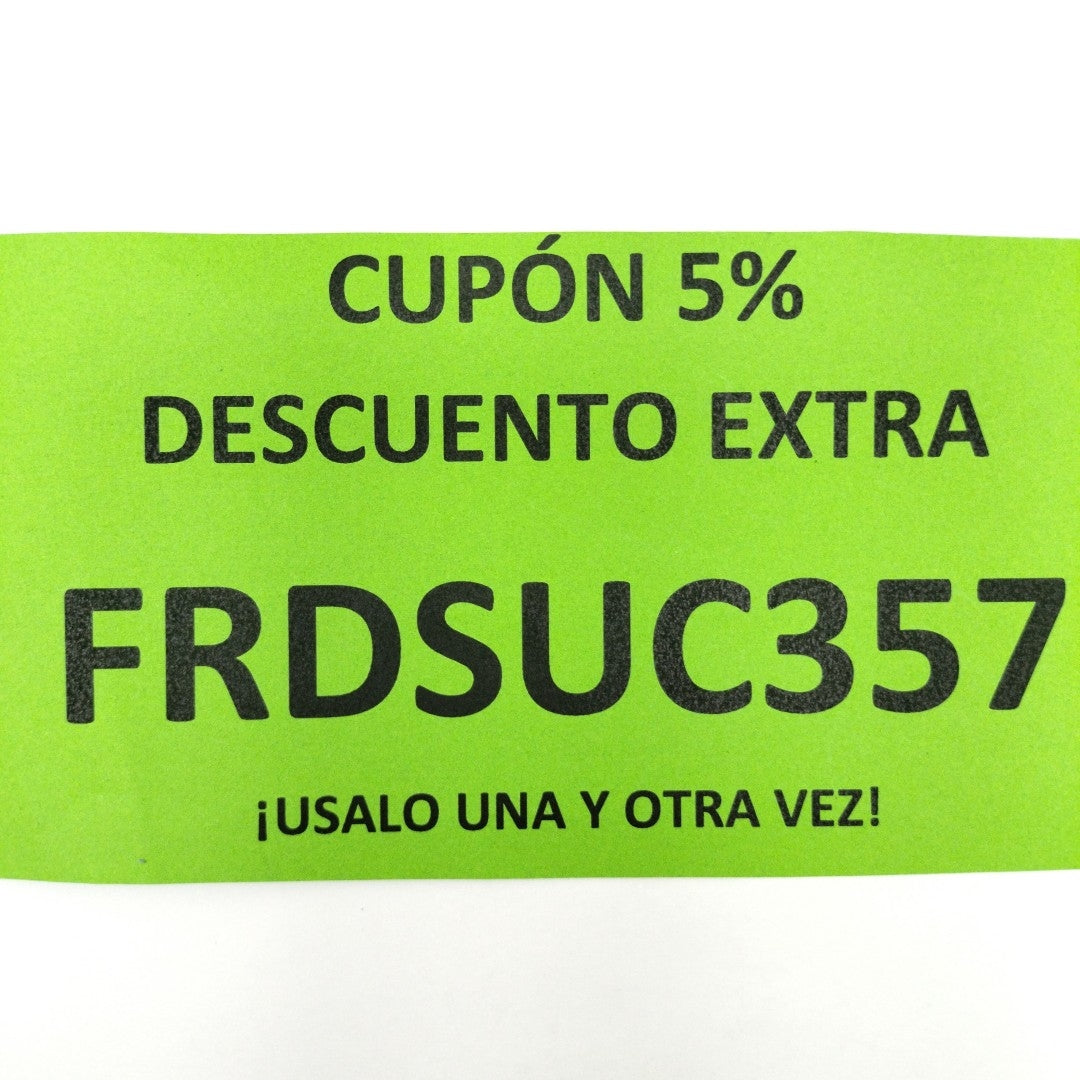 CUPÓN 5%
DESCUENTO EXTRA
FRDSUC357
¡USALO UNA Y OTRA VEZ!